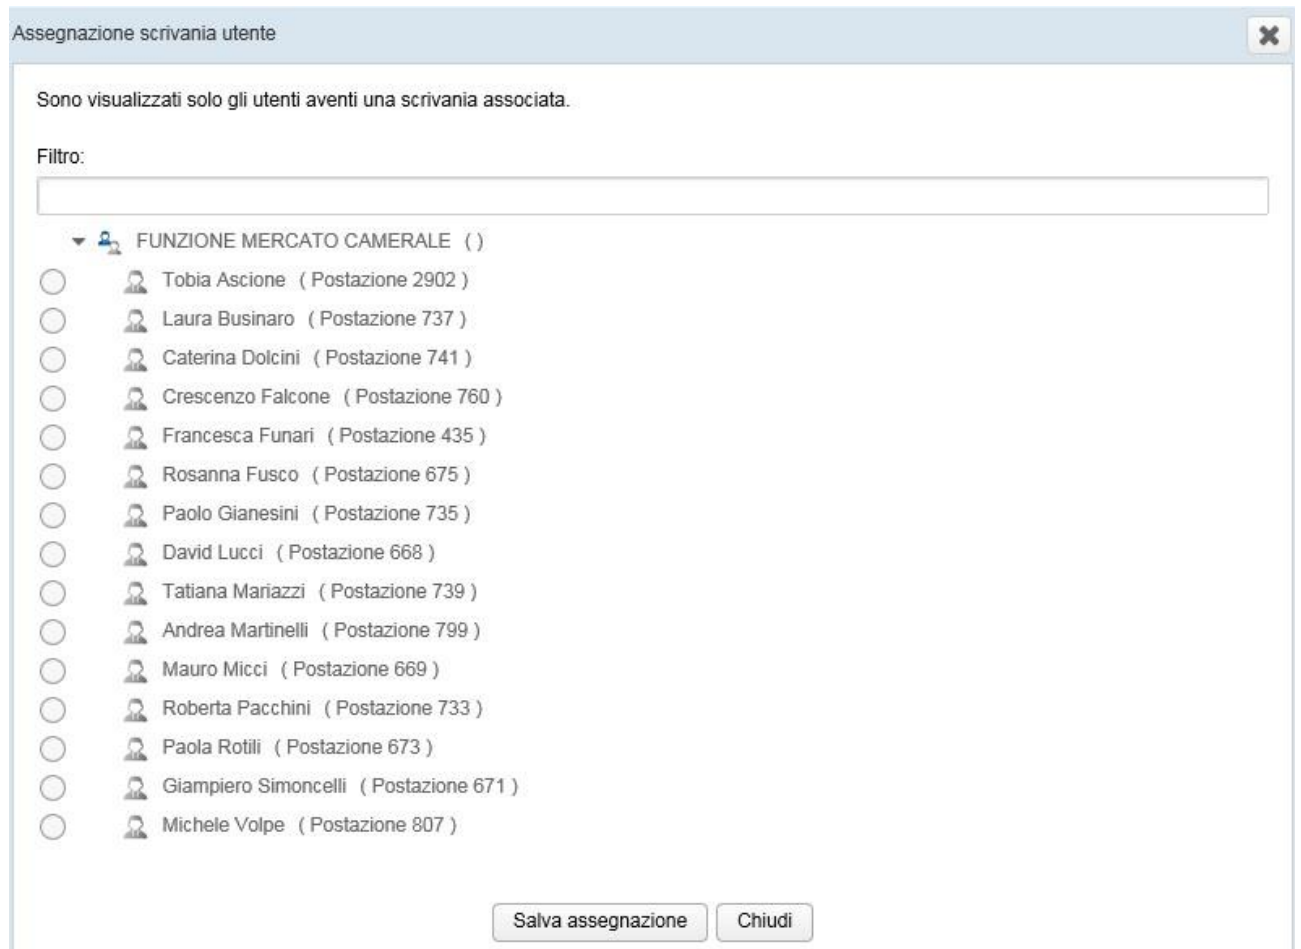 Assegnazione scrivania utente
Sono visualizzati solo gli utenti aventi una scrivania associata.
Filtro:
FUNZIONE MERCATO CAMERALE ( )
Tobia Ascione ( Postazione 2902 )
Laura Businaro ( Postazione 737 )
Caterina Dolcini ( Postazione 741 )
Crescenzo Falcone ( Postazione 760 )
Francesca Funari ( Postazione 435 )
Rosanna Fusco ( Postazione 675 )
Paolo Gianesini ( Postazione 735 )
David Lucci ( Postazione 668 )
Tatiana Mariazzi ( Postazione 739 )
Andrea Martinelli ( Postazione 799 )
Mauro Micci ( Postazione 669 )
Roberta Pacchini ( Postazione 733 )
Paola Rotili ( Postazione 673 )
Giampiero Simoncelli ( Postazione 671 )
Michele Volpe ( Postazione 807 )
Salva assegnazione Chiudi